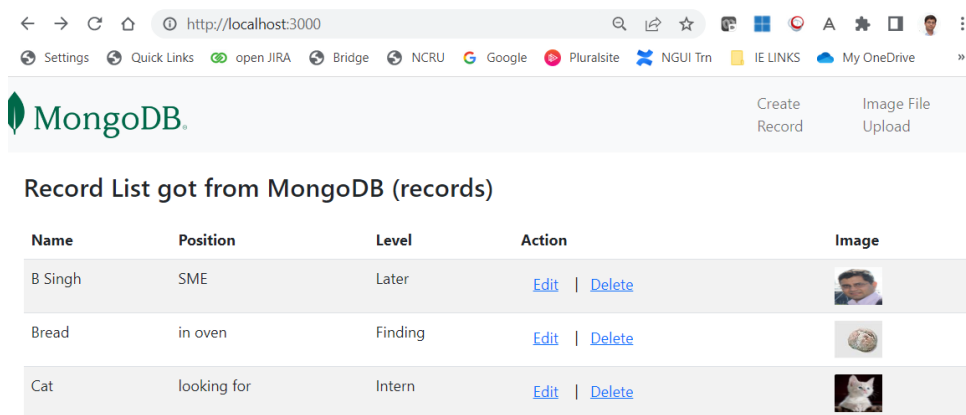 http://localhost:3000
Settings Quick Links open JIRA Bridge NCRU Google Pluralsite NGUI Trn IE LINKS My OneDrive »
MongoDB.
Create Record
Image File Upload
Record List got from MongoDB (records)
Name Position Level Action Image
B Singh SME Later Edit | Delete
Bread in oven Finding Edit | Delete
Cat looking for Intern Edit | Delete